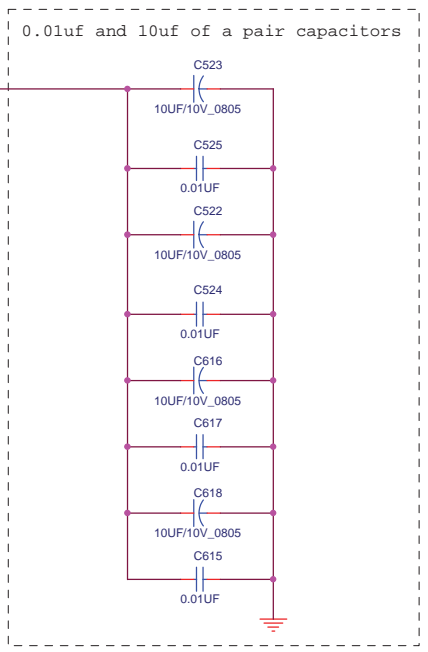 0.01uf and 10uf of a pair capacitors
C523
10UF/10V_0805
C525
0.01UF
C522
10UF/10V_0805
C524
0.01UF
C616
10UF/10V_0805
C617
0.01UF
C618
10UF/10V_0805
C615
0.01UF